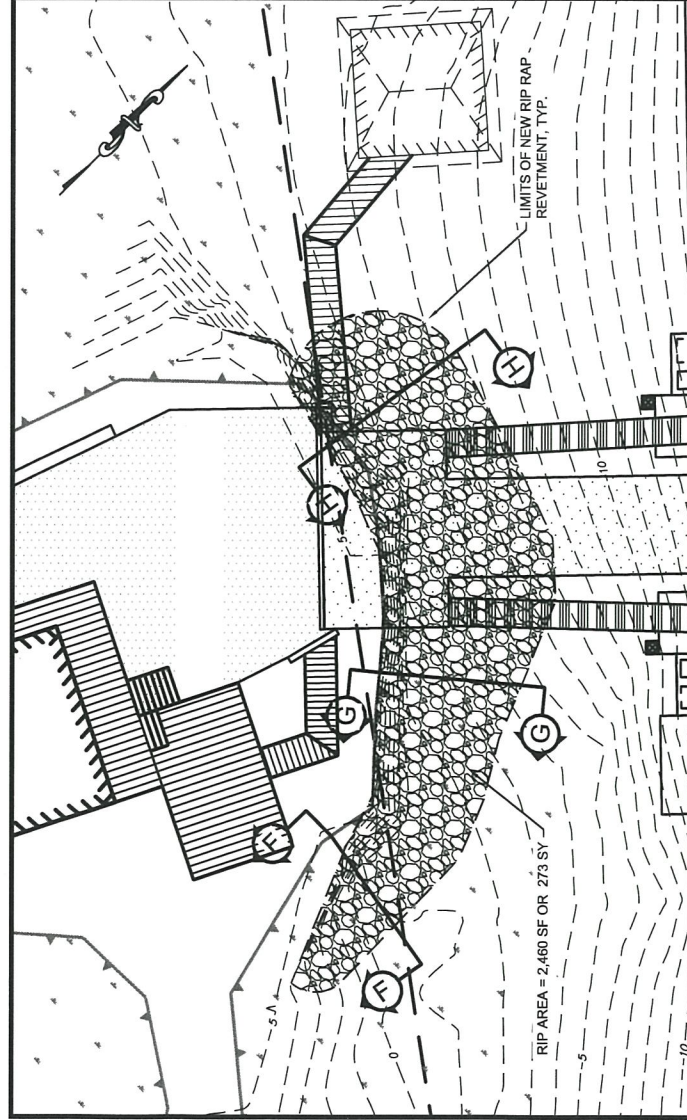 LIMITS OF NEW RIP RAP
REVETMENT, TYP.
H
H
5
10
G
G
F
F
RIP AREA = 2,460 SF OR 273 SY
5
0
-5
-10